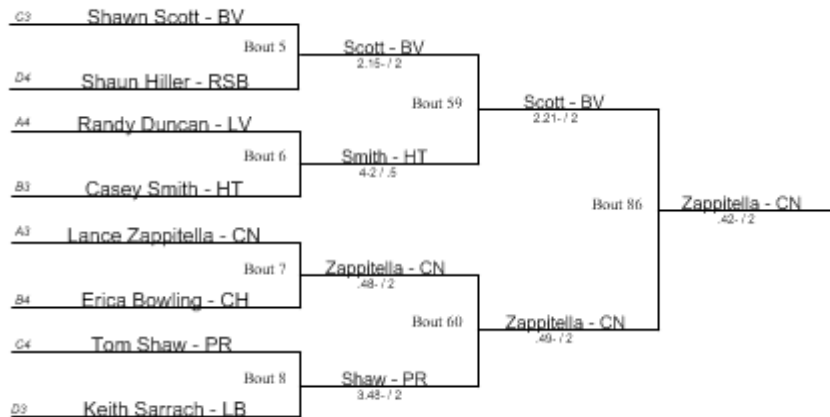 C3 Shawn Scott - BV
Bout 5
Scott - BV
2.15- / 2
D4 Shaun Hiller - RSB
Bout 59
Scott - BV
2.21- / 2
A4 Randy Duncan - LV
Bout 6
Smith - HT
4-2 / .5
B3 Casey Smith - HT
Bout 86
Zappitella - CN
.42- / 2
A3 Lance Zappitella - CN
Bout 7
Zappitella - CN
.48- / 2
B4 Erica Bowling - CH
Bout 60
Zappitella - CN
.49- / 2
C4 Tom Shaw - PR
Bout 8
Shaw - PR
3.48- / 2
D3 Keith Sarrach - LB